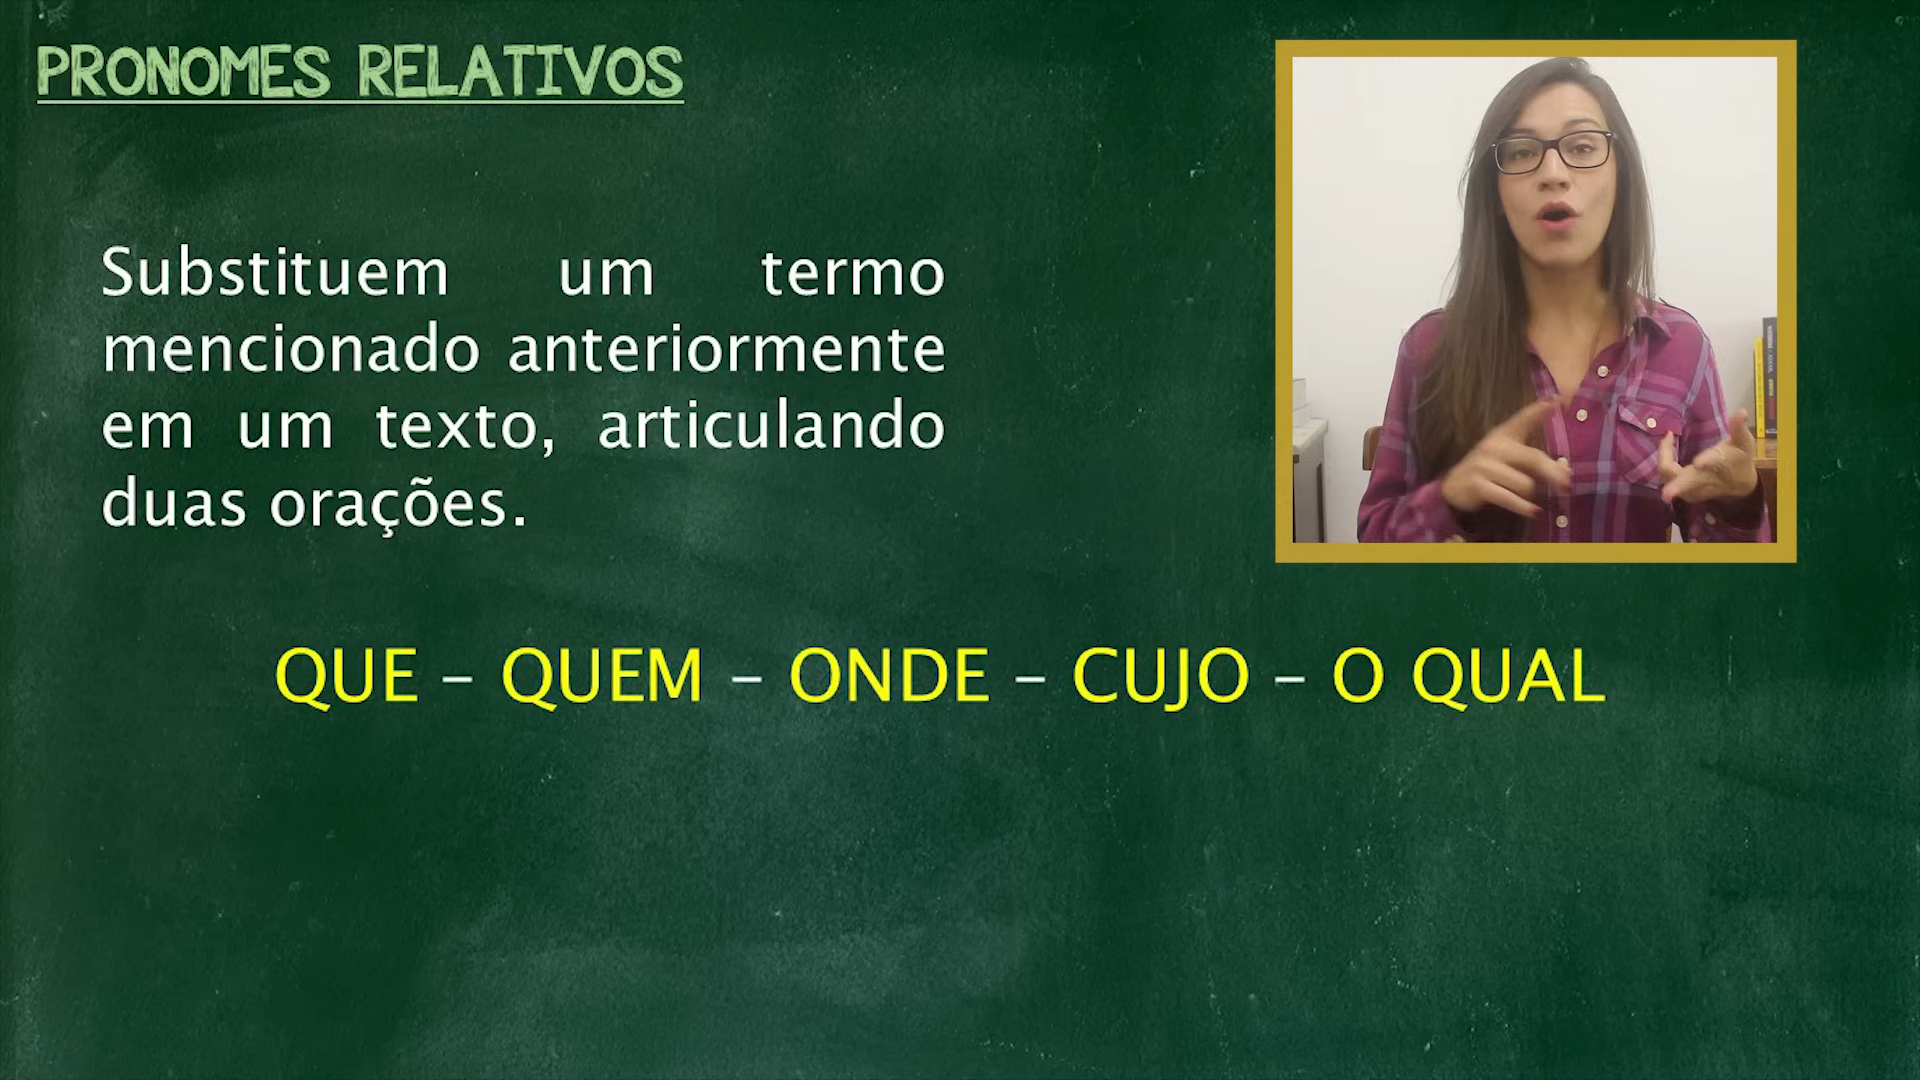 PRONOMES RELATIVOS
Substituem um termo
mencionado anteriormente
em um texto, articulando
duas orações.
QUE – QUEM – ONDE – CUJO – O QUAL